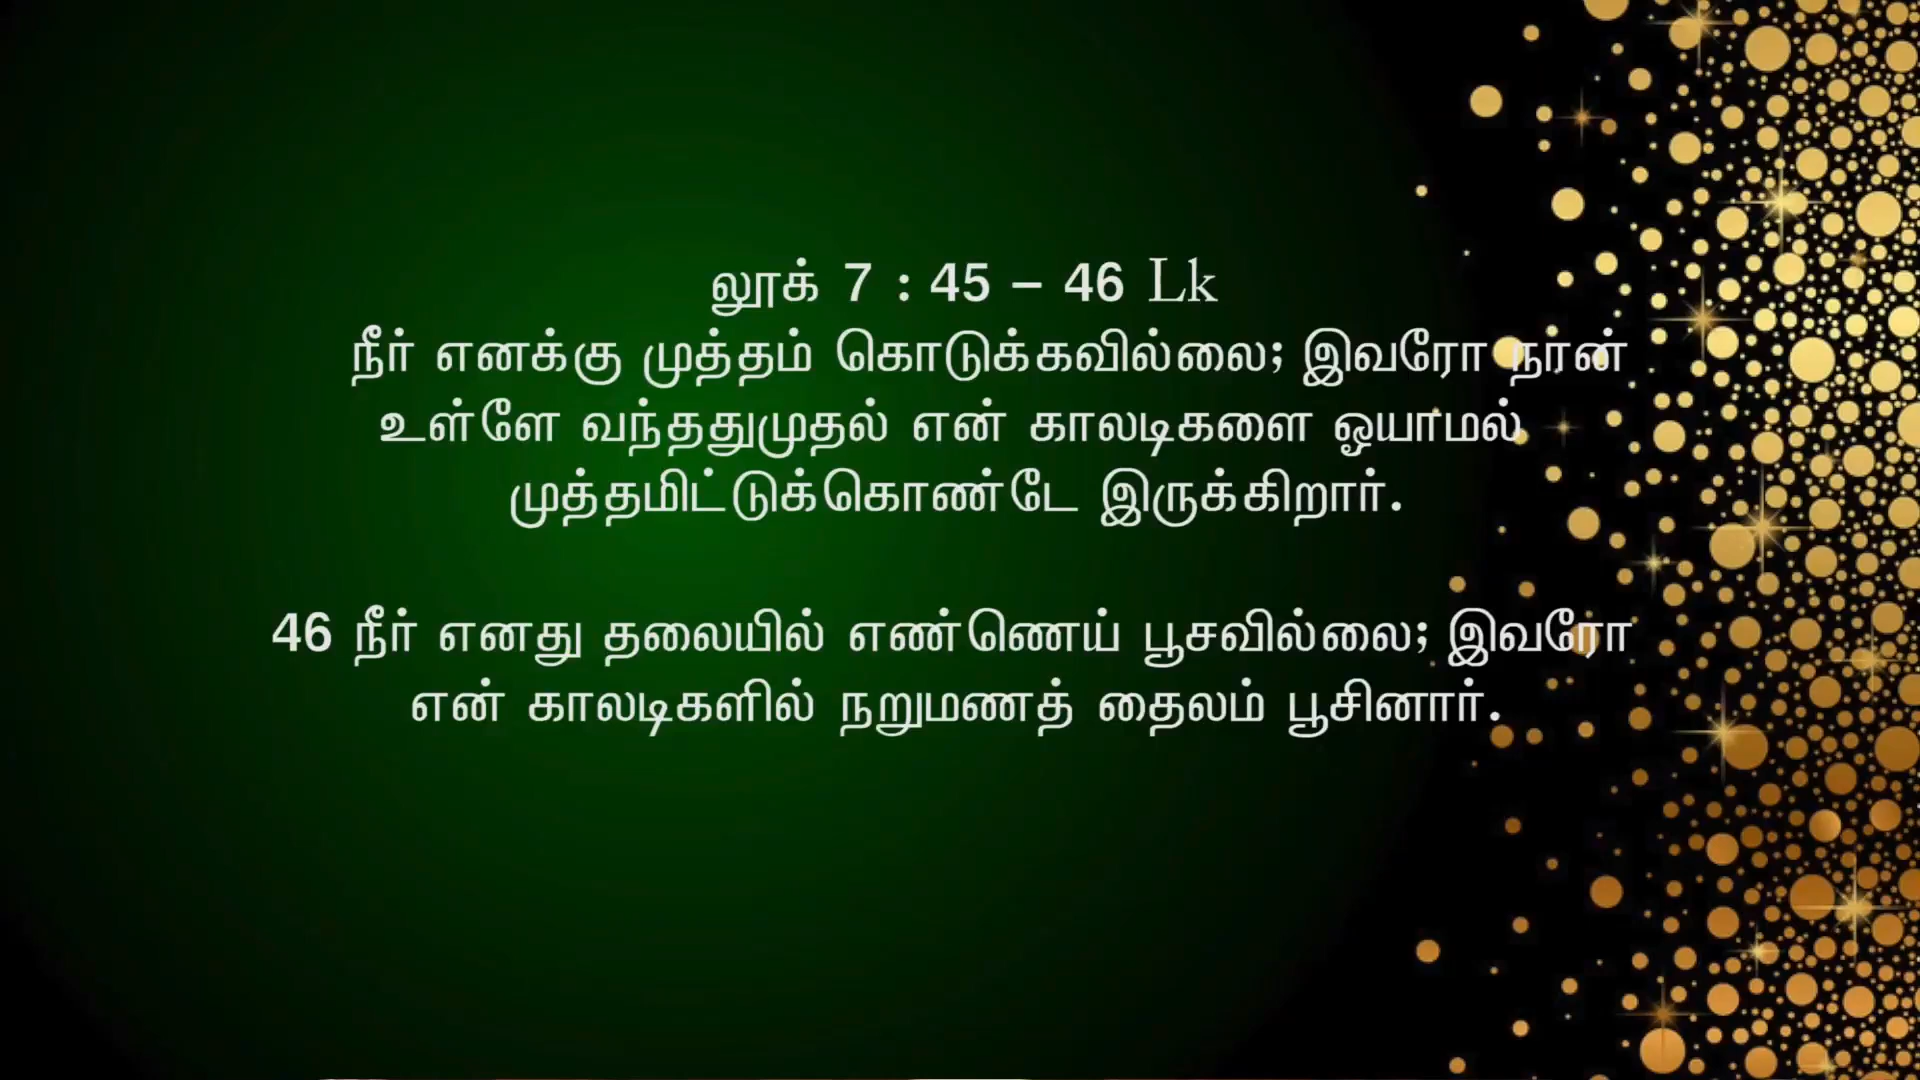 லூக் 7 : 45 – 46 Lk
நீர் எனக்கு முத்தம் கொடுக்கவில்லை; இவரோ நான்
உள்ளே வந்ததுமுதல் என் காலடிகளை ஓயாமல்
முத்தமிட்டுக்கொண்டே இருக்கிறார்.
46 நீர் எனது தலையில் எண்ணெய் பூசவில்லை; இவரோ
என் காலடிகளில் நறுமணத் தைலம் பூசினார்.